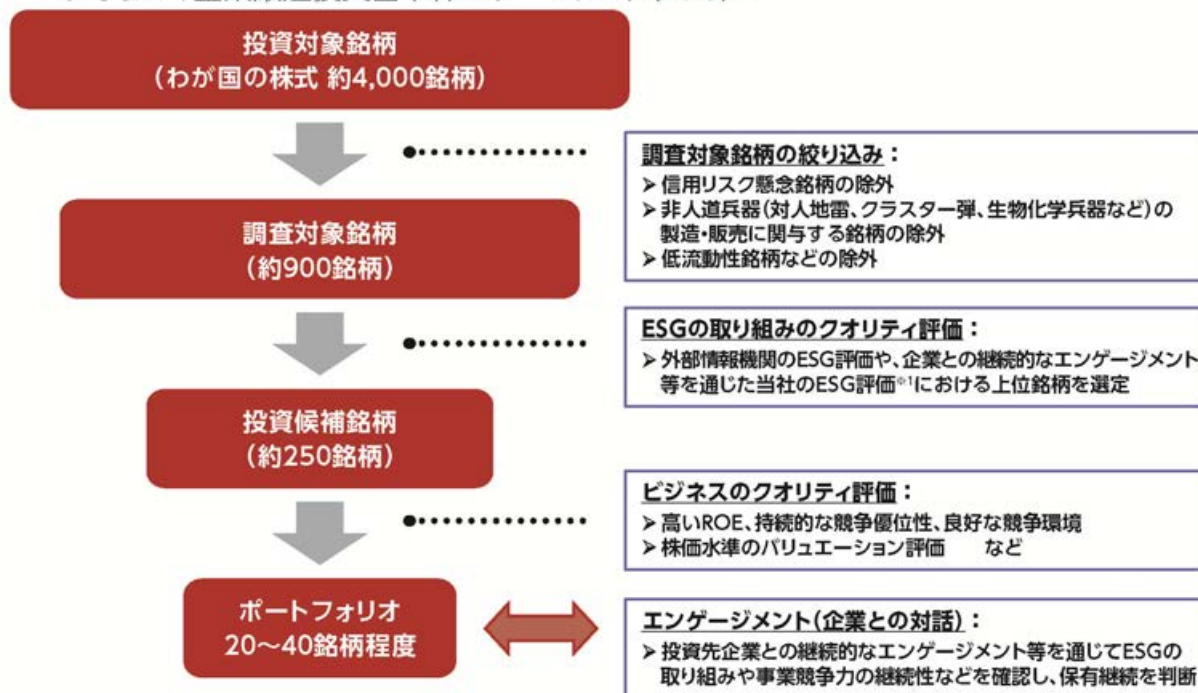 投資対象銘柄
（わが国の株式 約4,000銘柄）
調査対象銘柄の絞り込み：
➤ 信用リスク懸念銘柄の除外
➤ 非人道兵器（対人地雷、クラスター弾、生物化学兵器など）の
製造・販売に関与する銘柄の除外
➤ 低流動性銘柄などの除外
調査対象銘柄
（約900銘柄）
ESGの取り組みのクオリティ評価：
➤ 外部情報機関のESG評価や、企業との継続的なエンゲージメント
等を通じた当社のESG評価※1における上位銘柄を選定
投資候補銘柄
（約250銘柄）
ビジネスのクオリティ評価：
➤ 高いROE、持続的な競争優位性、良好な競争環境
➤ 株価水準のバリュエーション評価　　など
ポートフォリオ
20～40銘柄程度
エンゲージメント（企業との対話）：
➤ 投資先企業との継続的なエンゲージメント等を通じてESGの
取り組みや事業競争力の継続性などを確認し、保有継続を判断